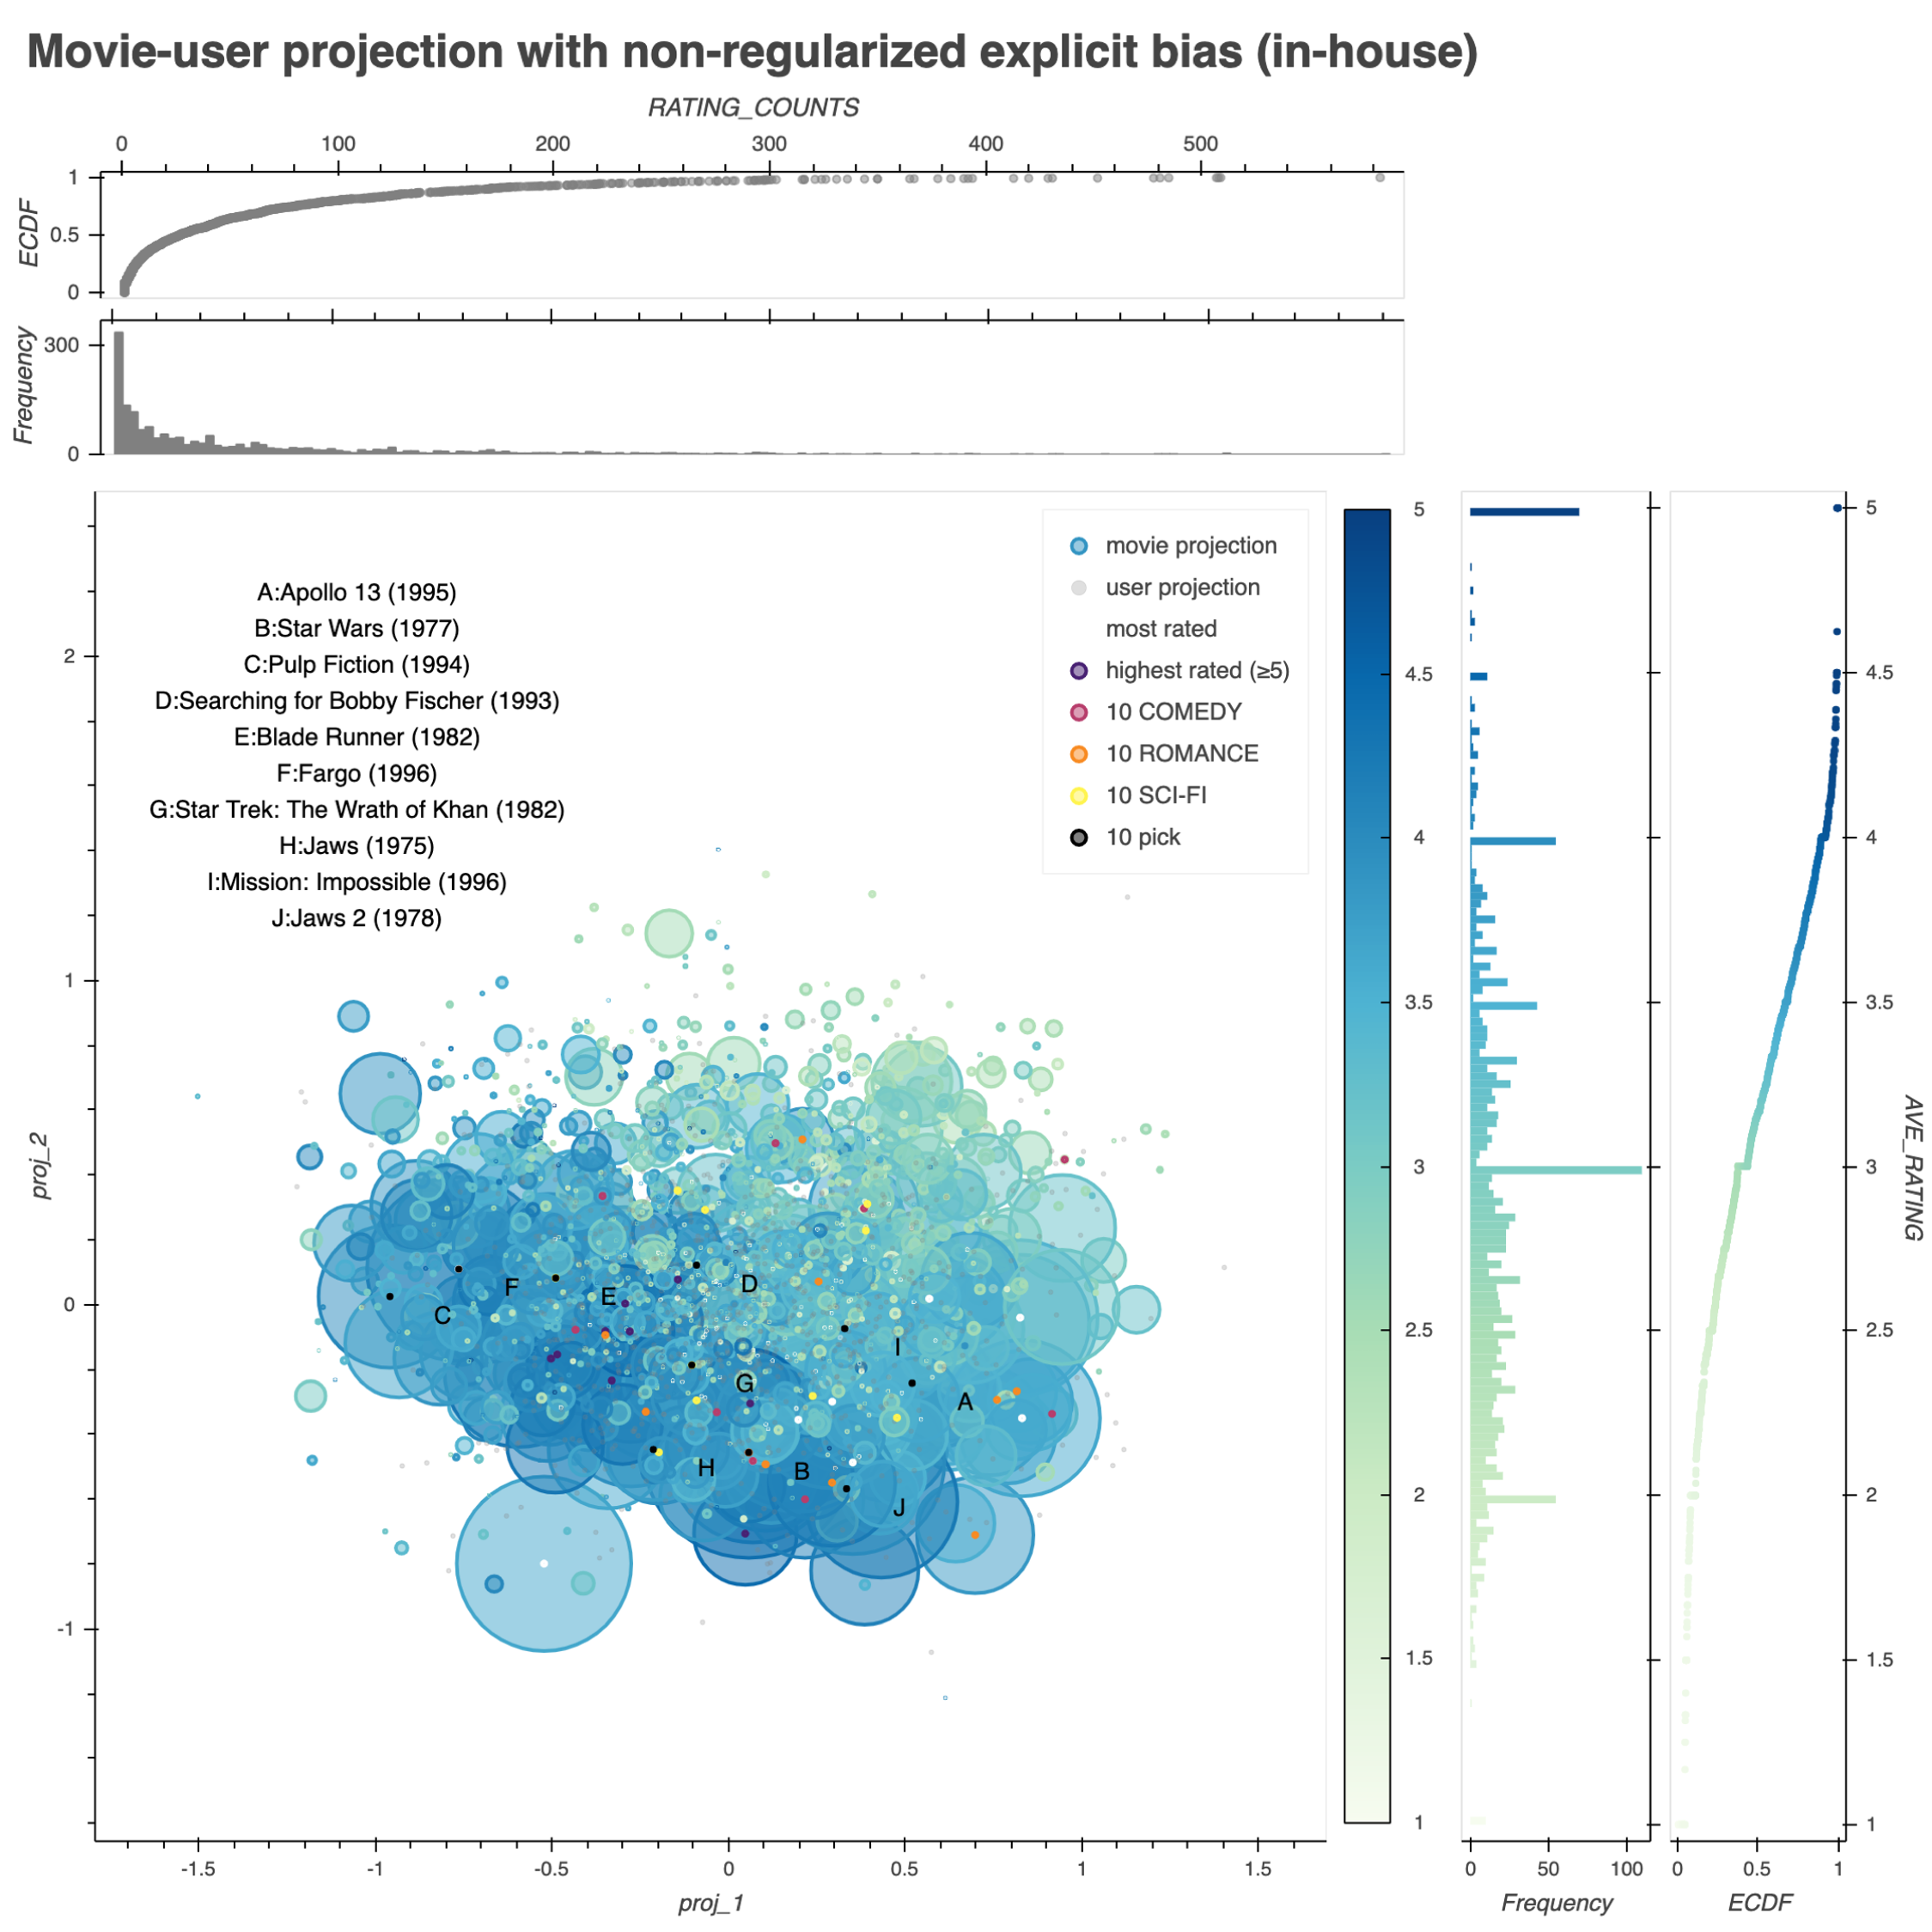 Movie-user projection with non-regularized explicit bias (in-house)
RATING_COUNTS
0 100 200 300 400 500
ECDF
1
0.5
0
Frequency
300
0
A:Apollo 13 (1995)
B:Star Wars (1977)
C:Pulp Fiction (1994)
D:Searching for Bobby Fischer (1993)
E:Blade Runner (1982)
F:Fargo (1996)
G:Star Trek: The Wrath of Khan (1982)
H:Jaws (1975)
I:Mission: Impossible (1996)
J:Jaws 2 (1978)
movie projection
user projection
most rated
highest rated (≥5)
10 COMEDY
10 ROMANCE
10 SCI-FI
10 pick
proj_2
2
1
0
-1
D
F
E
C
I
G
A
H
B
J
-1.5 -1 -0.5 0 0.5 1 1.5
proj_1
5
4.5
4
3.5
3
2.5
2
1.5
1
0 50 100
Frequency
0 0.5 1
ECDF
5
4.5
4
3.5
3
2.5
2
1.5
1
AVE_RATING